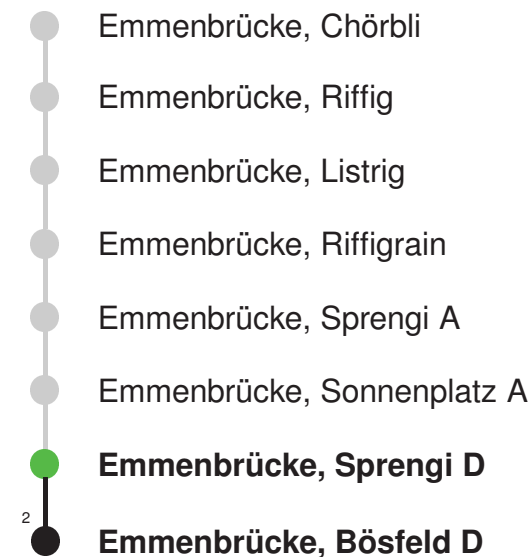 Emmenbrücke, Chörbli
Emmenbrücke, Riffig
Emmenbrücke, Listrig
Emmenbrücke, Riffigrain
Emmenbrücke, Sprengi A
Emmenbrücke, Sonnenplatz A
Emmenbrücke, Sprengi D
2
Emmenbrücke, Bösfeld D